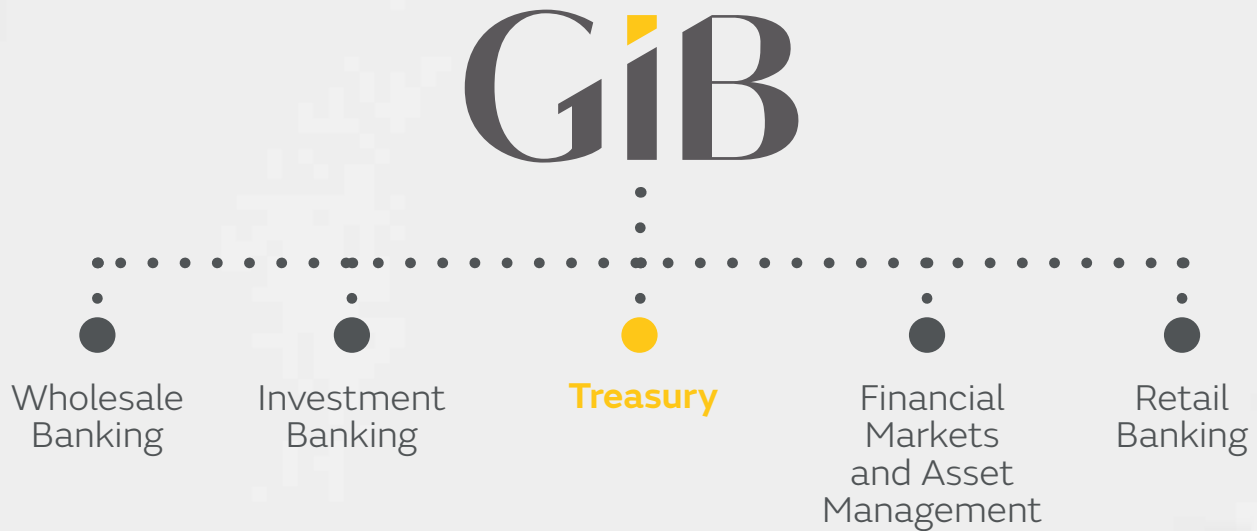 GiB
Wholesale
Banking
Investment
Banking
Treasury
Financial
Markets
and Asset
Management
Retail
Banking